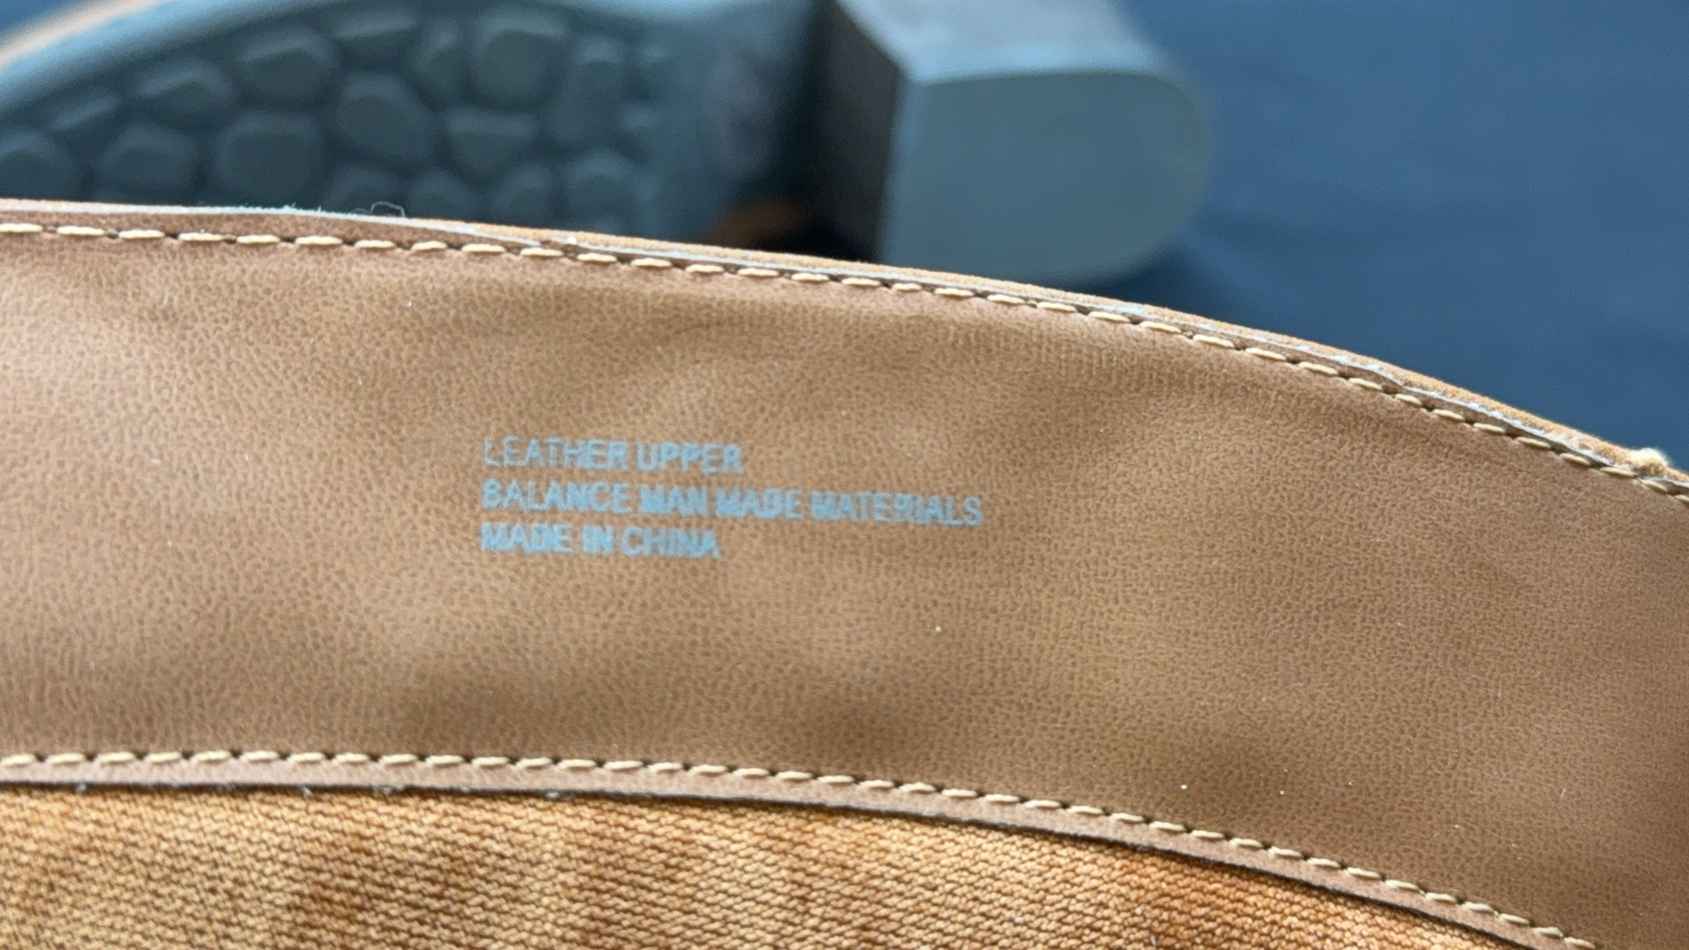 LEATHER UPPER
BALANCE MAN MADE MATERIALS
MADE IN CHINA